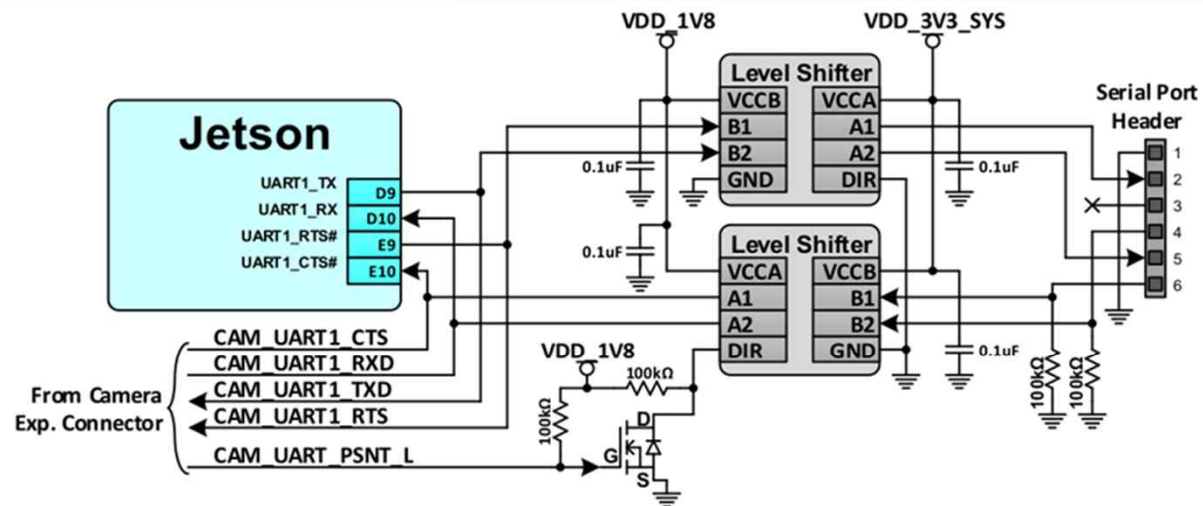 VDD_1V8
VDD_3V3_SYS
Level Shifter
VCCB
VCCA
B1
A1
B2
A2
GND
DIR
0.1uF
0.1uF
Serial Port
Header
1
2
3
4
5
6
Jetson
UART1_TX
D9
UART1_RX
D10
UART1_RTS#
E9
UART1_CTS#
E10
0.1uF
Level Shifter
VCCA
VCCB
A1
B1
A2
B2
DIR
GND
0.1uF
100kΩ
100kΩ
CAM_UART1_CTS
CAM_UART1_RXD
CAM_UART1_TXD
CAM_UART1_RTS
CAM_UART_PSNT_L
From Camera
Exp. Connector
VDD_1V8
100kΩ
100kΩ
D
G
S